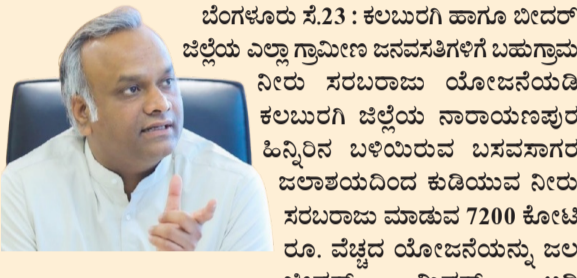 ಬೆಂಗಳೂರು ಸೆ.23 : ಕಲಬುರಗಿ ಹಾಗೂ ಬೀದರ್
ಜಿಲ್ಲೆಯ ಎಲ್ಲಾ ಗ್ರಾಮೀಣ ಜನವಸತಿಗಳಿಗೆ ಬಹುಗ್ರಾಮ
ನೀರು ಸರಬರಾಜು ಯೋಜನೆಯಡಿ
ಕಲಬುರಗಿ ಜಿಲ್ಲೆಯ ನಾರಾಯಣಪುರ
ಹಿನ್ನಿರಿನ ಬಳಿಯಿರುವ ಬಸವಸಾಗರ
ಜಲಾಶಯದಿಂದ ಕುಡಿಯುವ ನೀರು
ಸರಬರಾಜು ಮಾಡುವ 7200 ಕೋಟಿ
ರೂ. ವೆಚ್ಚದ ಯೋಜನೆಯನ್ನು ಜಲ